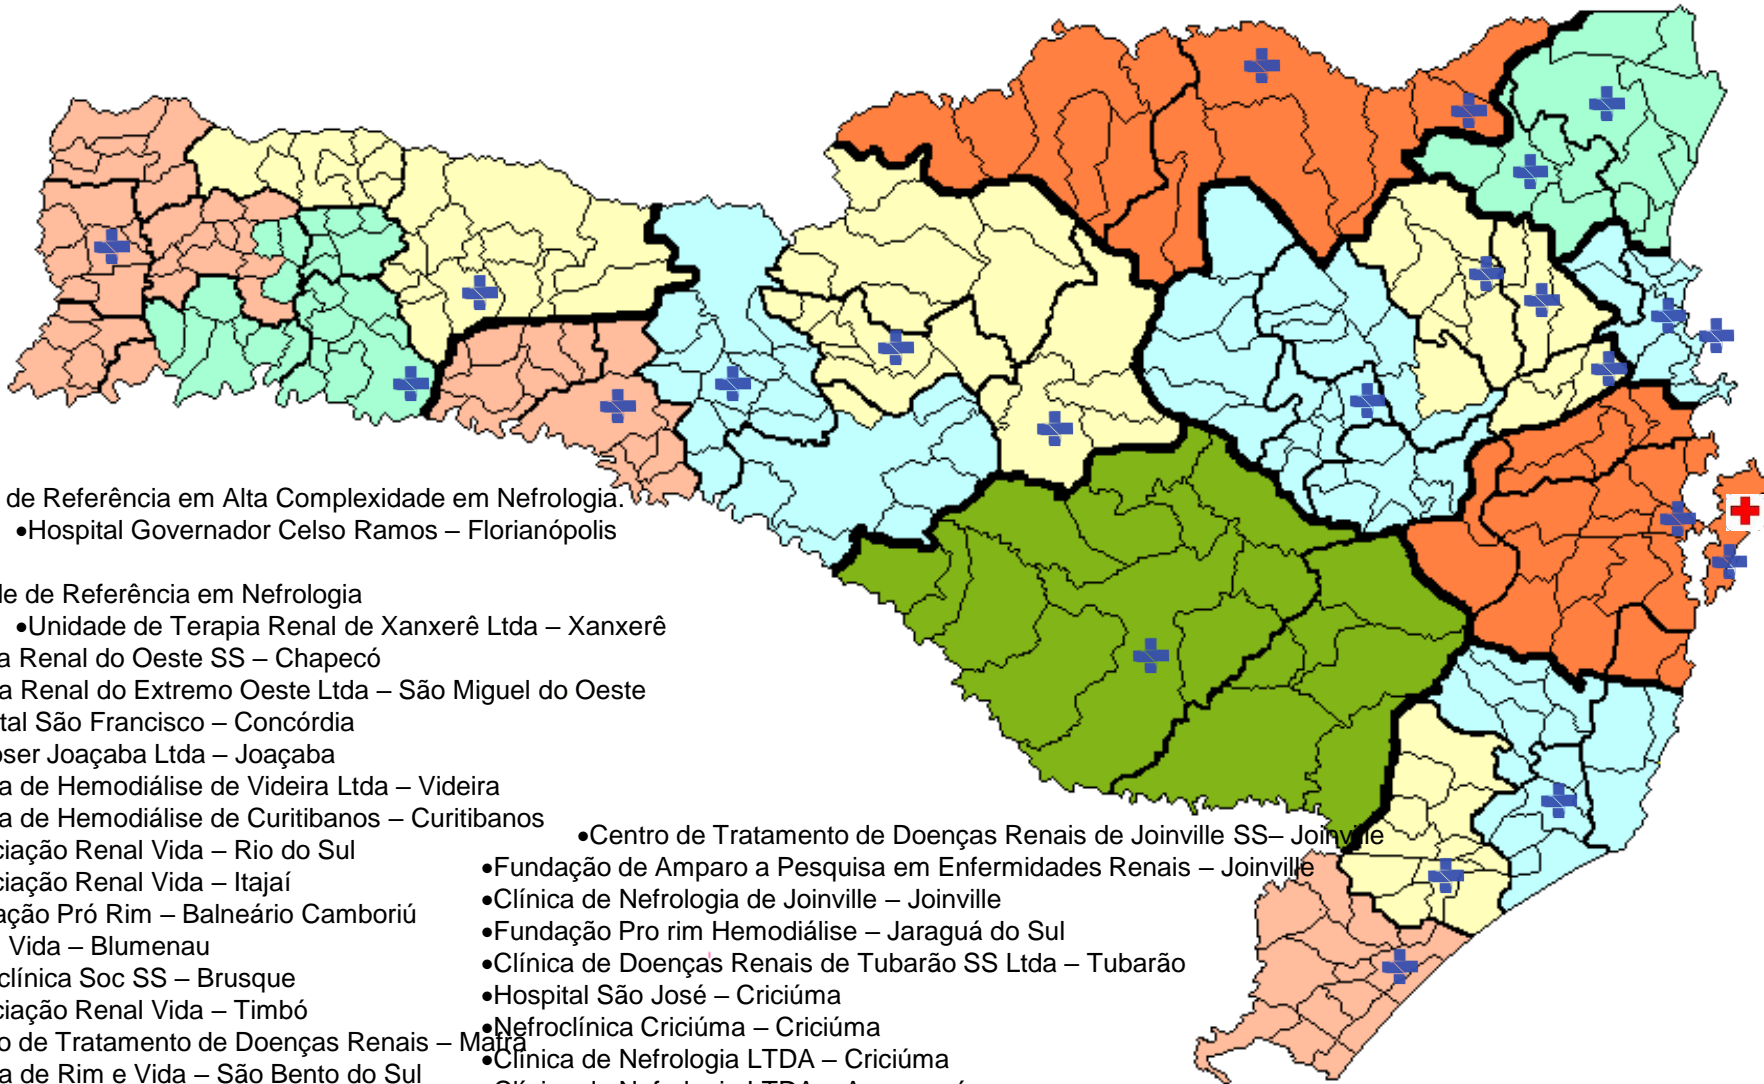 de Referência em Alta Complexidade em Nefrologia.
•Hospital Governador Celso Ramos – Florianópolis
de Referência em Nefrologia
•Unidade de Terapia Renal de Xanxerê Ltda – Xanxerê
a Renal do Oeste SS – Chapecó
a Renal do Extremo Oeste Ltda – São Miguel do Oeste
tal São Francisco – Concórdia
oser Joaçaba Ltda – Joaçaba
a de Hemodiálise de Videira Ltda – Videira
a de Hemodiálise de Curitibanos – Curitibanos
ciação Renal Vida – Rio do Sul
ciação Renal Vida – Itajaí
ação Pró Rim – Balneário Camboriú
Vida – Blumenau
clínica Soc SS – Brusque
ciação Renal Vida – Timbó
o de Tratamento de Doenças Renais – Mafra
a de Rim e Vida – São Bento do Sul
•Centro de Tratamento de Doenças Renais de Joinville SS– Joinville
•Fundação de Amparo a Pesquisa em Enfermidades Renais – Joinville
•Clínica de Nefrologia de Joinville – Joinville
•Fundação Pro rim Hemodiálise – Jaraguá do Sul
•Clínica de Doenças Renais de Tubarão SS Ltda – Tubarão
•Hospital São José – Criciúma
•Nefroclínica Criciúma – Criciúma
•Clínica de Nefrologia LTDA – Criciúma